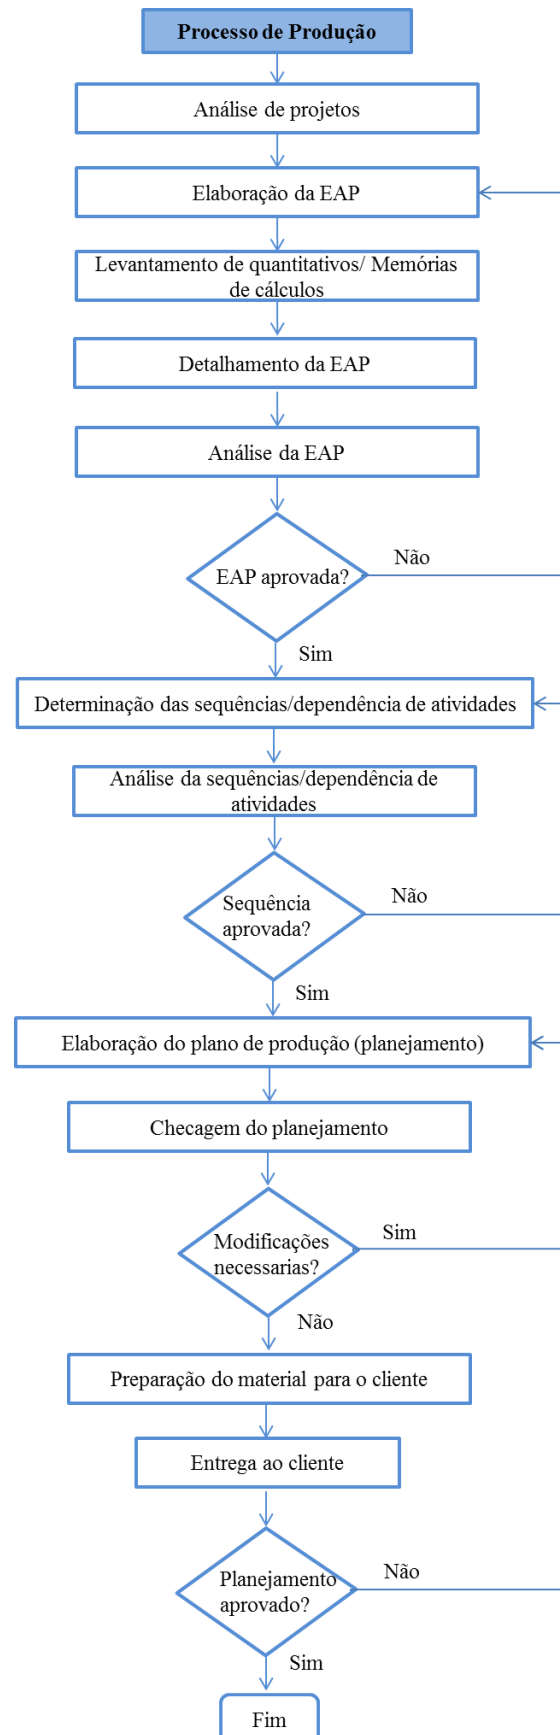 Processo de Produção
Análise de projetos
Elaboração da EAP
Levantamento de quantitativos/ Memórias
de cálculos
Detalhamento da EAP
Análise da EAP
EAP aprovada?
Não
Sim
Determinação das sequências/dependência de atividades
Análise da sequências/dependência de
atividades
Sequência
aprovada?
Não
Sim
Elaboração do plano de produção (planejamento)
Checagem do planejamento
Modificações
necessarias?
Sim
Não
Preparação do material para o cliente
Entrega ao cliente
Planejamento
aprovado?
Não
Sim
Fim